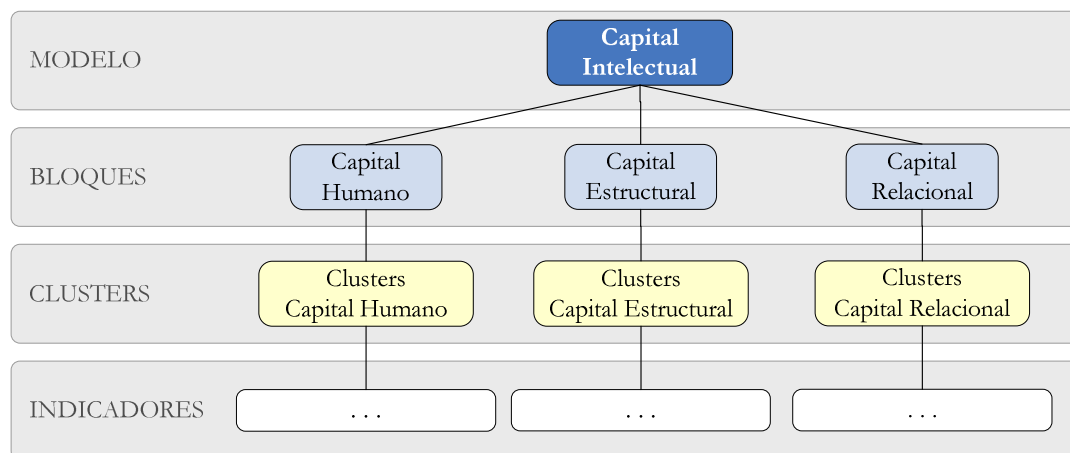 MODELO
Capital
Intelectual
BLOQUES
Capital
Humano
Capital
Estructural
Capital
Relacional
CLUSTERS
Clusters
Capital Humano
Clusters
Capital Estructural
Clusters
Capital Relacional
INDICADORES
. . .
. . .
. . .